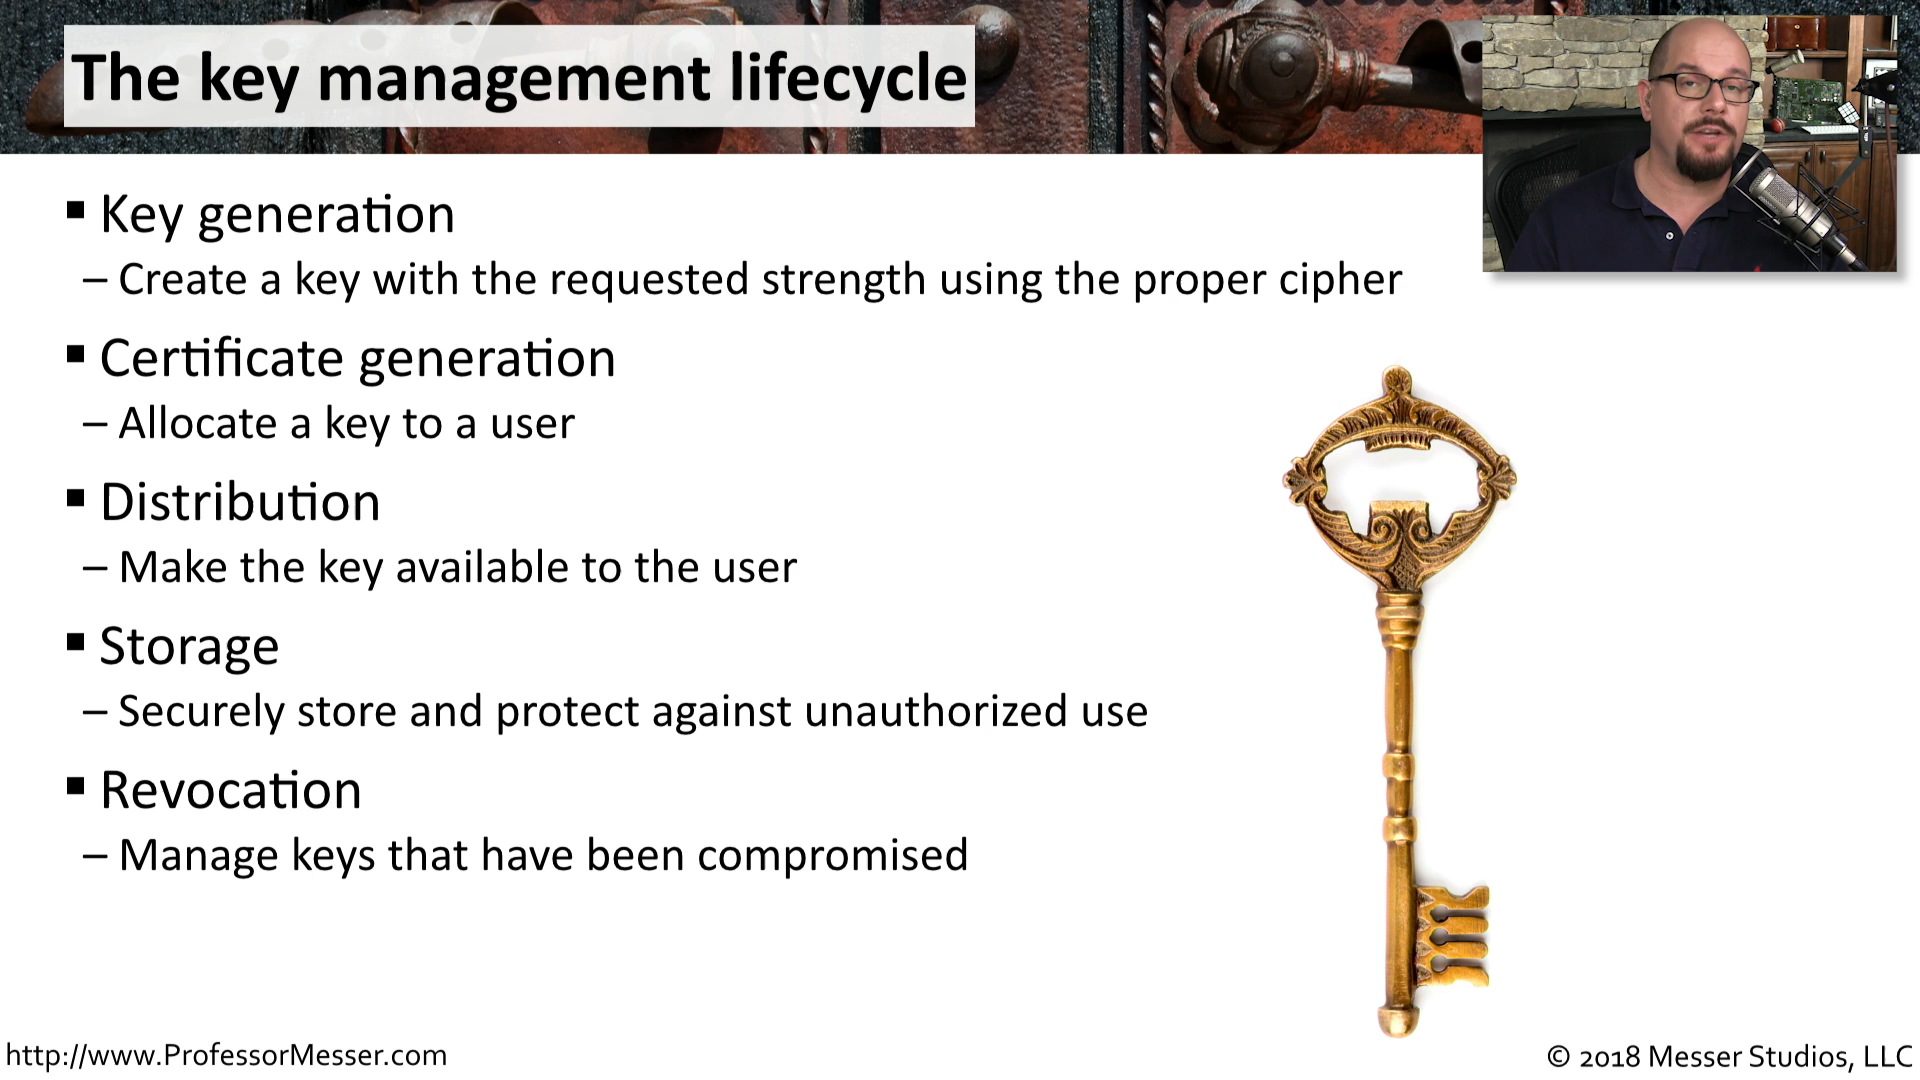 The key management lifecycle
▪ Key generation
– Create a key with the requested strength using the proper cipher
▪ Certificate generation
– Allocate a key to a user
▪ Distribution
– Make the key available to the user
▪ Storage
– Securely store and protect against unauthorized use
▪ Revocation
– Manage keys that have been compromised
http://www.ProfessorMesser.com
© 2018 Messer Studios, LLC